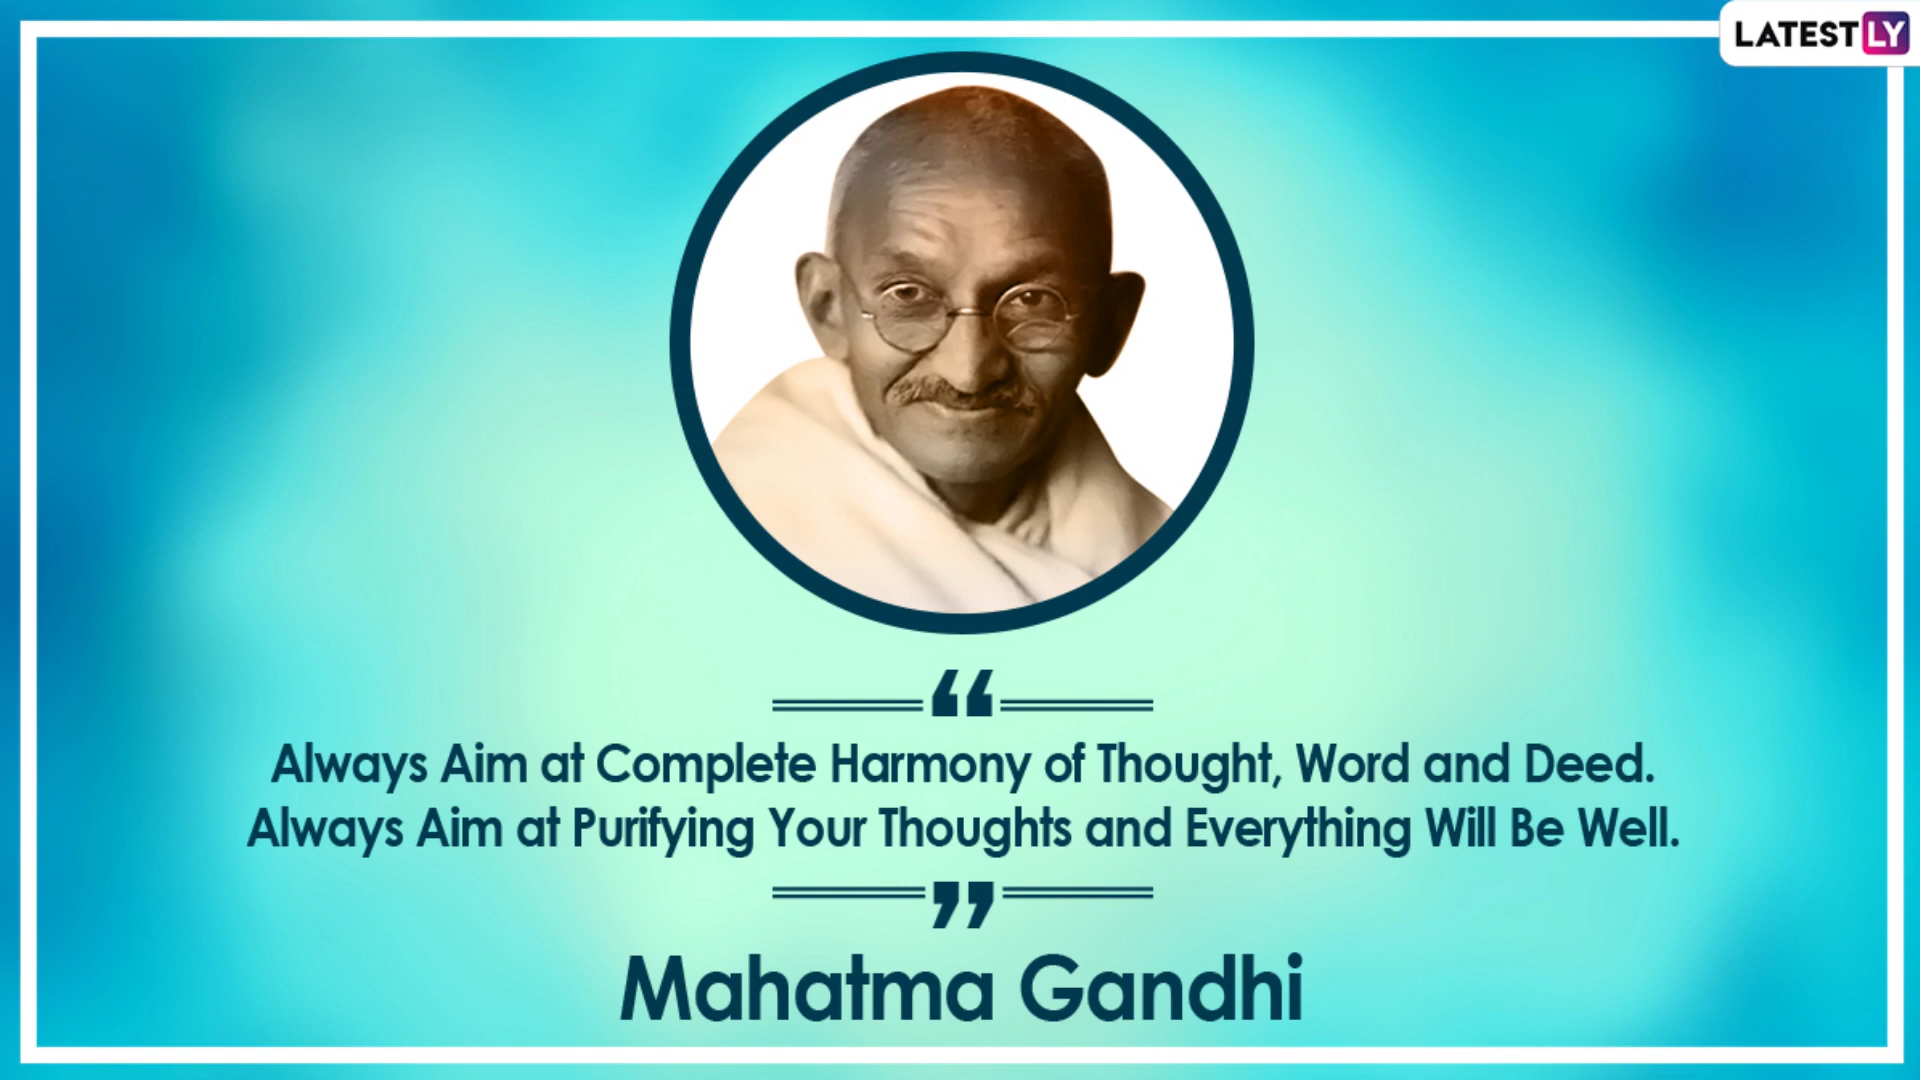 LATESTLY
“
Always Aim at Complete Harmony of Thought, Word and Deed.
Always Aim at Purifying Your Thoughts and Everything Will Be Well.
”
Mahatma Gandhi